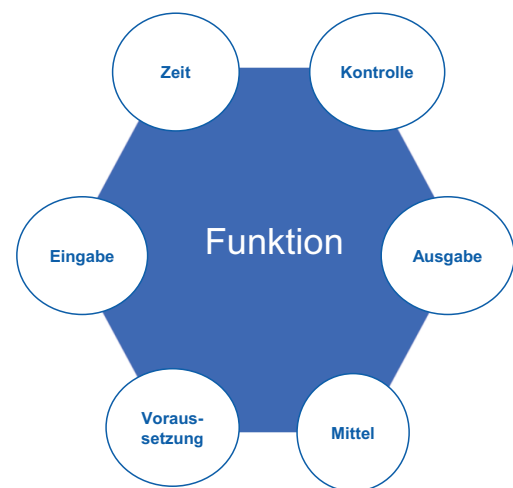 Zeit
Kontrolle
Funktion
Eingabe
Ausgabe
Voraus-
setzung
Mittel